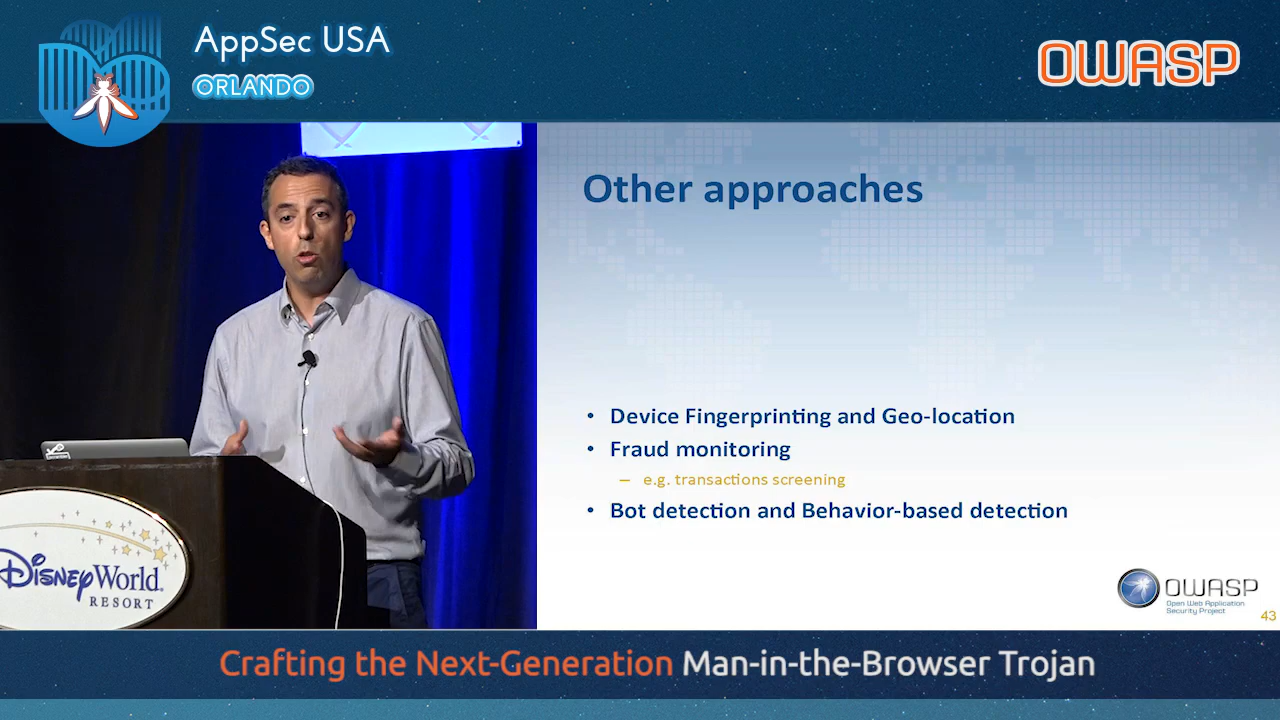 AppSec USA
ORLANDO
OWASP
Other approaches
• Device Fingerprinting and Geo-location
• Fraud monitoring
– e.g. transactions screening
• Bot detection and Behavior-based detection
DisneyWorld
RESORT
OWASP
Open Web Application
Security Project
43
Crafting the Next-Generation Man-in-the-Browser Trojan